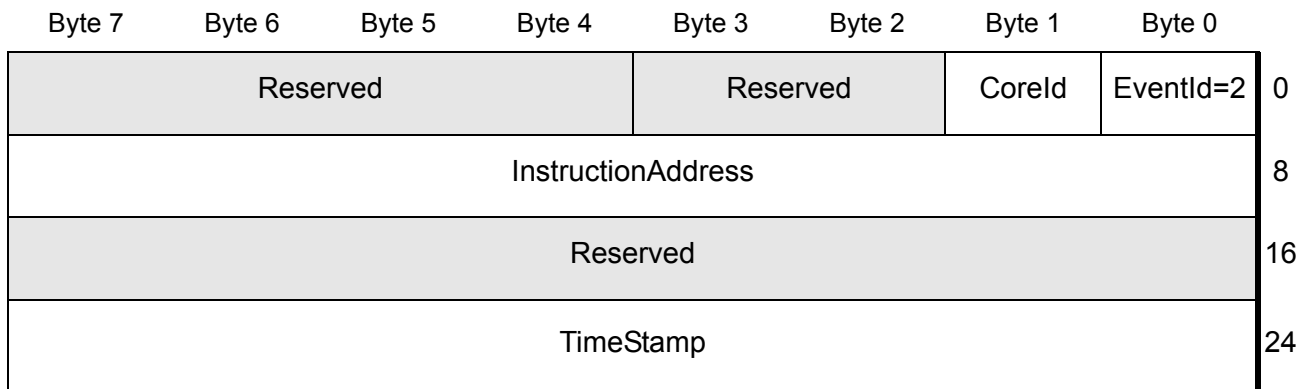 Byte 7 Byte 6 Byte 5 Byte 4 Byte 3 Byte 2 Byte 1 Byte 0
Reserved Reserved CoreId EventId=2 0
InstructionAddress 8
Reserved 16
TimeStamp 24